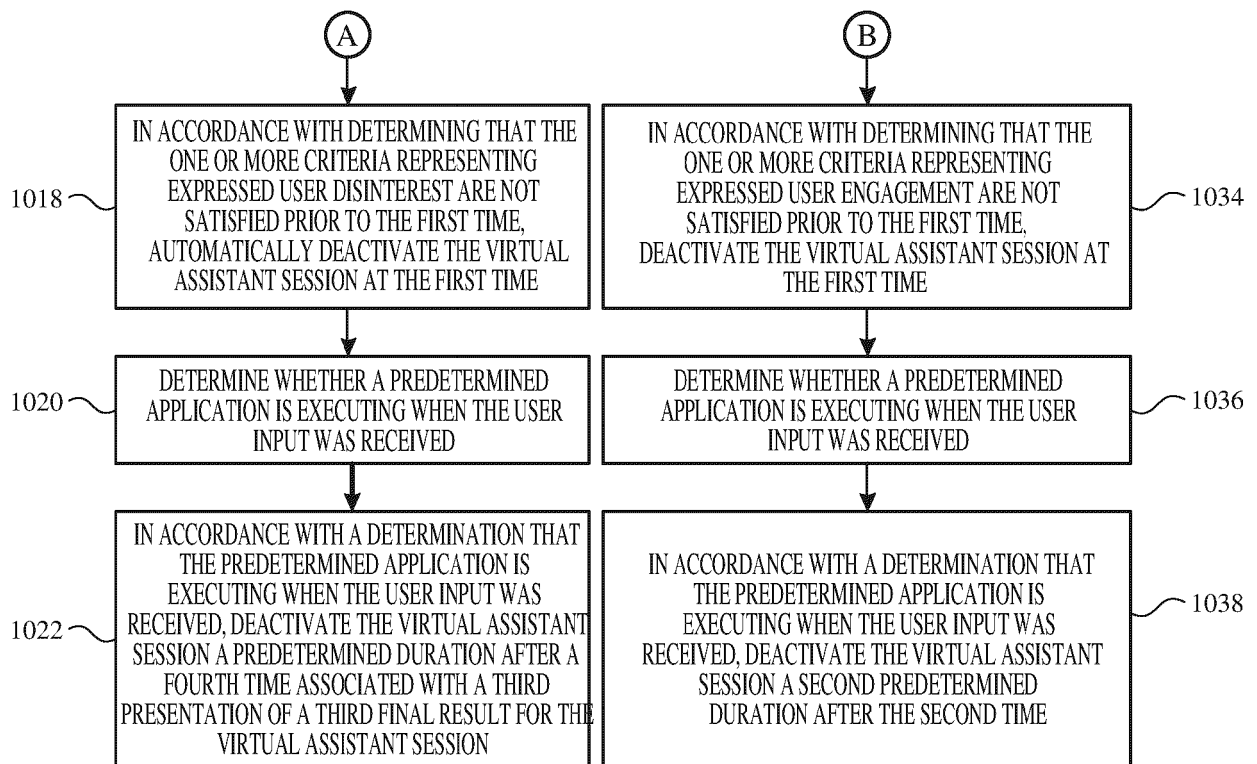 A
IN ACCORDANCE WITH DETERMINING THAT THE
ONE OR MORE CRITERIA REPRESENTING
EXPRESSED USER DISINTEREST ARE NOT
SATISFIED PRIOR TO THE FIRST TIME,
AUTOMATICALLY DEACTIVATE THE VIRTUAL
ASSISTANT SESSION AT THE FIRST TIME
1018
DETERMINE WHETHER A PREDETERMINED
APPLICATION IS EXECUTING WHEN THE USER
INPUT WAS RECEIVED
1020
IN ACCORDANCE WITH A DETERMINATION THAT
THE PREDETERMINED APPLICATION IS
EXECUTING WHEN THE USER INPUT WAS
RECEIVED, DEACTIVATE THE VIRTUAL ASSISTANT
SESSION A PREDETERMINED DURATION AFTER A
FOURTH TIME ASSOCIATED WITH A THIRD
PRESENTATION OF A THIRD FINAL RESULT FOR THE
VIRTUAL ASSISTANT SESSION
1022
B
IN ACCORDANCE WITH DETERMINING THAT THE
ONE OR MORE CRITERIA REPRESENTING
EXPRESSED USER ENGAGEMENT ARE NOT
SATISFIED PRIOR TO THE FIRST TIME,
DEACTIVATE THE VIRTUAL ASSISTANT SESSION AT
THE FIRST TIME
1034
DETERMINE WHETHER A PREDETERMINED
APPLICATION IS EXECUTING WHEN THE USER
INPUT WAS RECEIVED
1036
IN ACCORDANCE WITH A DETERMINATION THAT
THE PREDETERMINED APPLICATION IS
EXECUTING WHEN THE USER INPUT WAS
RECEIVED, DEACTIVATE THE VIRTUAL ASSISTANT
SESSION A SECOND PREDETERMINED
DURATION AFTER THE SECOND TIME
1038